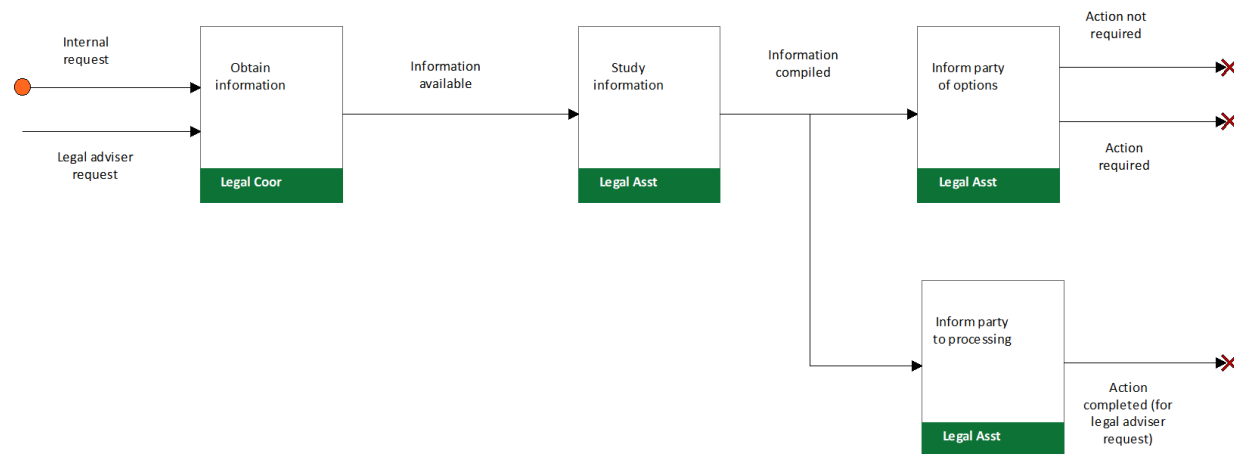 Internal
request
Legal adviser
request
Obtain
information
Legal Coor
Information
available
Study
information
Legal Asst
Information
compiled
Inform party
of options
Legal Asst
Action not
required
Action
required
Inform party
to processing
Legal Asst
Action
completed (for
legal adviser
request)